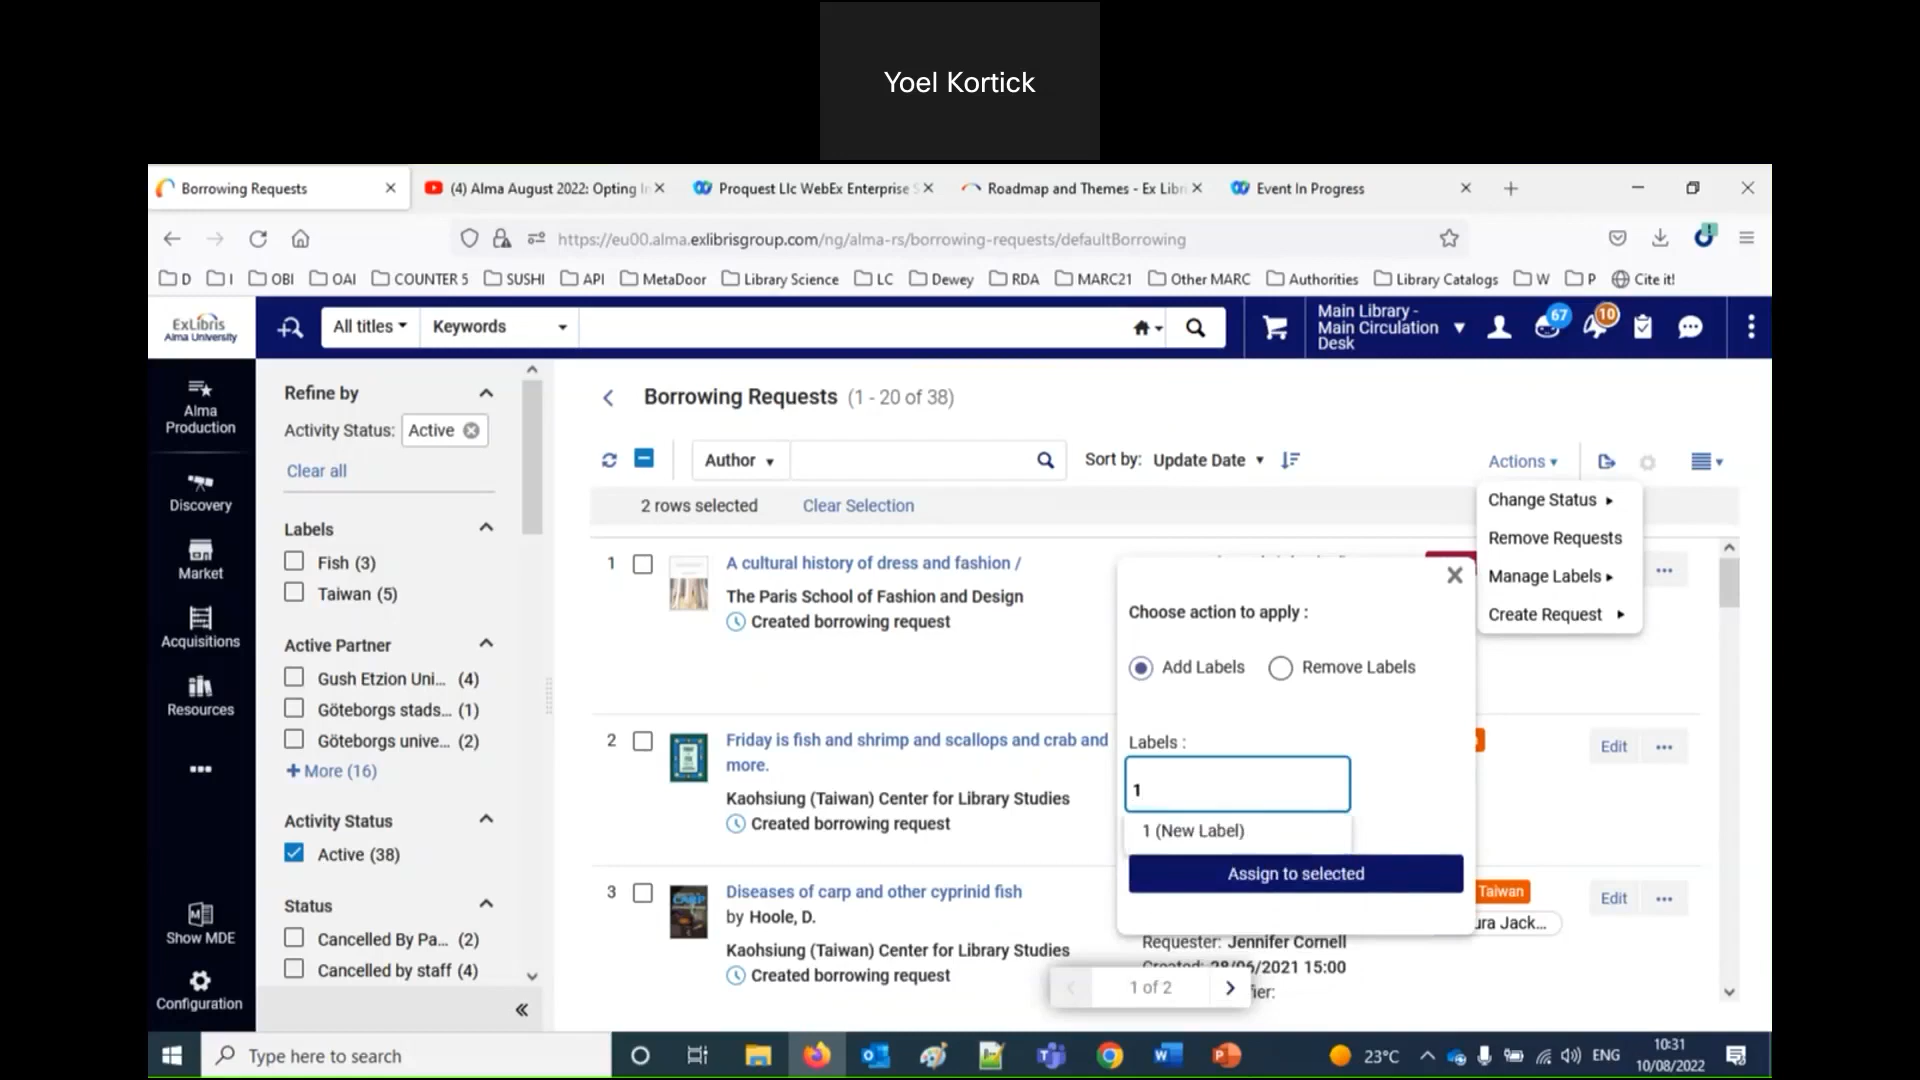 Yoel Kortick
Borrowing Requests
(4) Alma August 2022: Opting In
Proquest Llc WebEx Enterprise S
Roadmap and Themes - Ex Libri
Event In Progress
https://eu00.alma.exlibrisgroup.com/ng/alma-rs/borrowing-requests/defaultBorrowing
D
I
OBI
OAI
COUNTER 5
SUSHI
API
MetaDoor
Library Science
LC
Dewey
RDA
MARC21
Other MARC
Authorities
Library Catalogs
W
P
Cite it!
ExLibris
Alma University
All titles
Keywords
Main Library -
Main Circulation
Desk
67
10
Alma
Production
Discovery
Market
Acquisitions
Resources
Show MDE
Configuration
Refine by
Activity Status: Active
Clear all
Labels
Fish (3)
Taiwan (5)
Active Partner
Gush Etzion Uni... (4)
Göteborgs stads... (1)
Göteborgs unive... (2)
+ More (16)
Activity Status
Active (38)
Status
Cancelled By Pa... (2)
Cancelled by staff (4)
Borrowing Requests (1 - 20 of 38)
Author
Sort by: Update Date
Actions
2 rows selected
Clear Selection
Change Status
Remove Requests
Manage Labels
Create Request
1
A cultural history of dress and fashion /
The Paris School of Fashion and Design
Created borrowing request
2
Friday is fish and shrimp and scallops and crab and
more.
Kaohsiung (Taiwan) Center for Library Studies
Created borrowing request
Edit
3
Diseases of carp and other cyprinid fish
by Hoole, D.
Kaohsiung (Taiwan) Center for Library Studies
Created borrowing request
Choose action to apply :
Add Labels
Remove Labels
Labels :
1
1 (New Label)
Assign to selected
Taiwan
ura Jack...
Edit
Requester: Jennifer Cornell
Created: 28/06/2021 15:00
ier:
1 of 2
Type here to search
23°C
ENG
10:31
10/08/2022